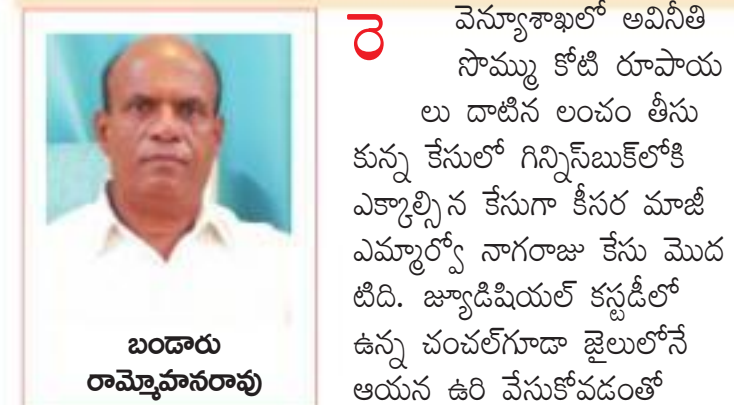 బండారు
రామ్మోహనరావు
రెవెన్యూశాఖలో అవినీతి
సొమ్ము కోటి రూపాయ
లు దాటిన లంచం తీసు
కున్న కేసులో గిన్నిస్‌బుక్‌లోకి
ఎక్కాల్సిన కేసుగా కీసర మాజీ
ఎమ్మార్వో నాగరాజు కేసు మొద
టిది. జ్యూడిషియల్ కస్టడీలో
ఉన్న చంచల్‌గూడా జైలులోనే
ఆయన ఉరి వేసుకోవడంతో